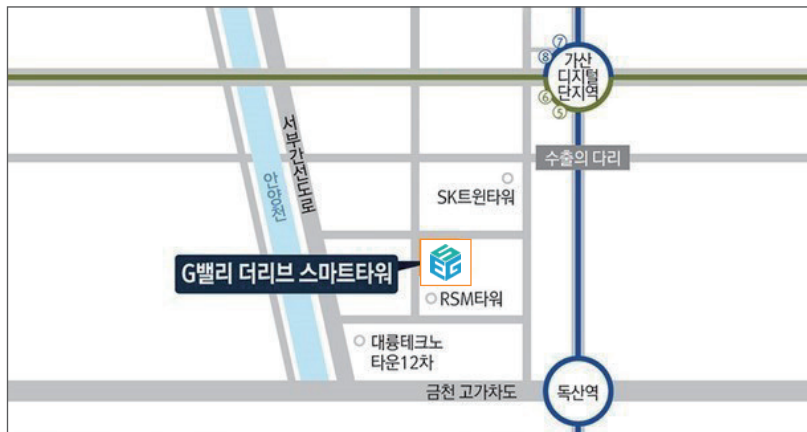 ⑦
⑧
가산
디지털
단지역
⑥
⑤
서부간선도로
수출의 다리
안양천
SK트윈타워
G밸리 더리브 스마트타워
SEG
RSM타워
대륭테크노
타운12차
금천 고가차도
독산역